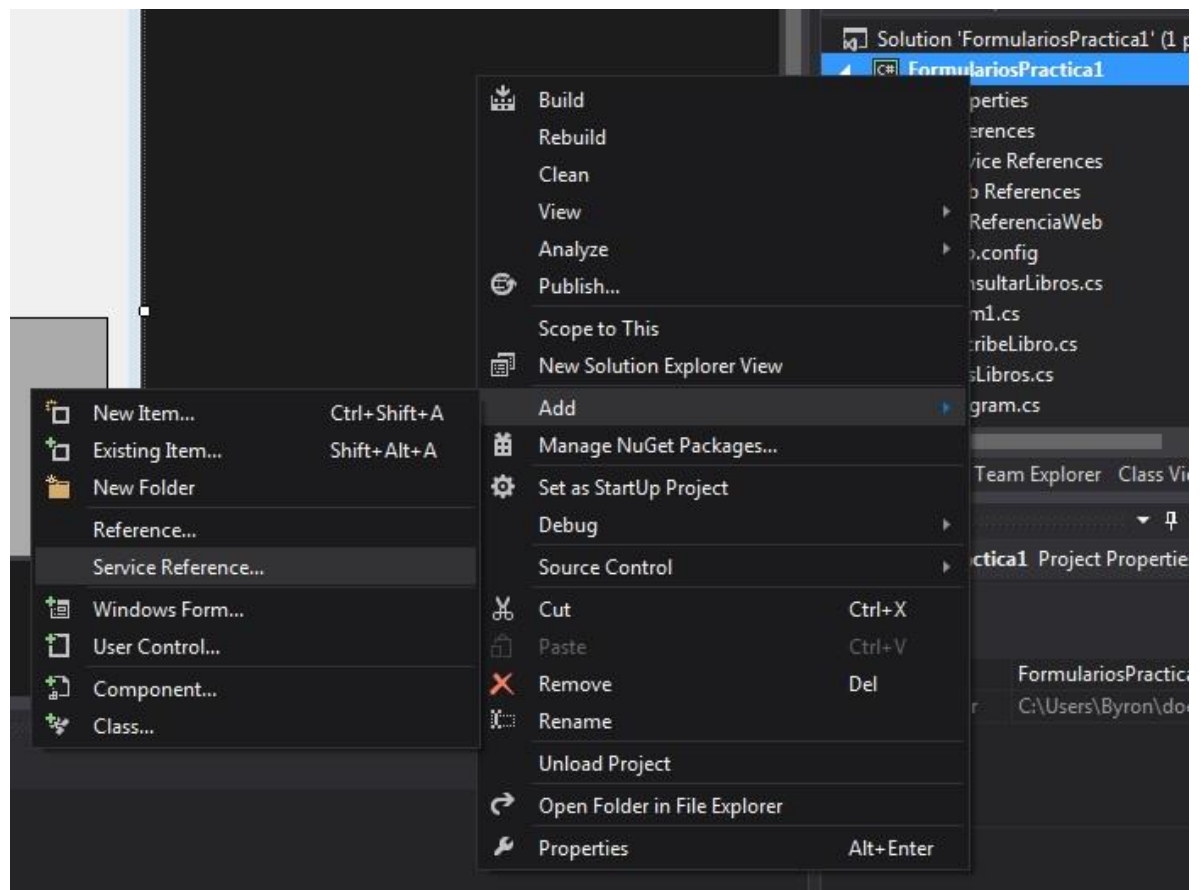 Solution 'FormulariosPractica1' (1 p
C# FormulariosPractica1
perties
erences
vice References
References
ReferenciaWeb
.config
nsultarLibros.cs
m1.cs
ribeLibro.cs
sLibros.cs
gram.cs
Team Explorer Class Vi
ctica1 Project Propertie
FormulariosPractica
r C:\Users\Byron\do
Build
Rebuild
Clean
View
Analyze
Publish...
Scope to This
New Solution Explorer View
Add
Manage NuGet Packages...
Set as StartUp Project
Debug
Source Control
Cut Ctrl+X
Paste Ctrl+V
Remove Del
Rename
Unload Project
Open Folder in File Explorer
Properties Alt+Enter
New Item... Ctrl+Shift+A
Existing Item... Shift+Alt+A
New Folder
Reference...
Service Reference...
Windows Form...
User Control...
Component...
Class...